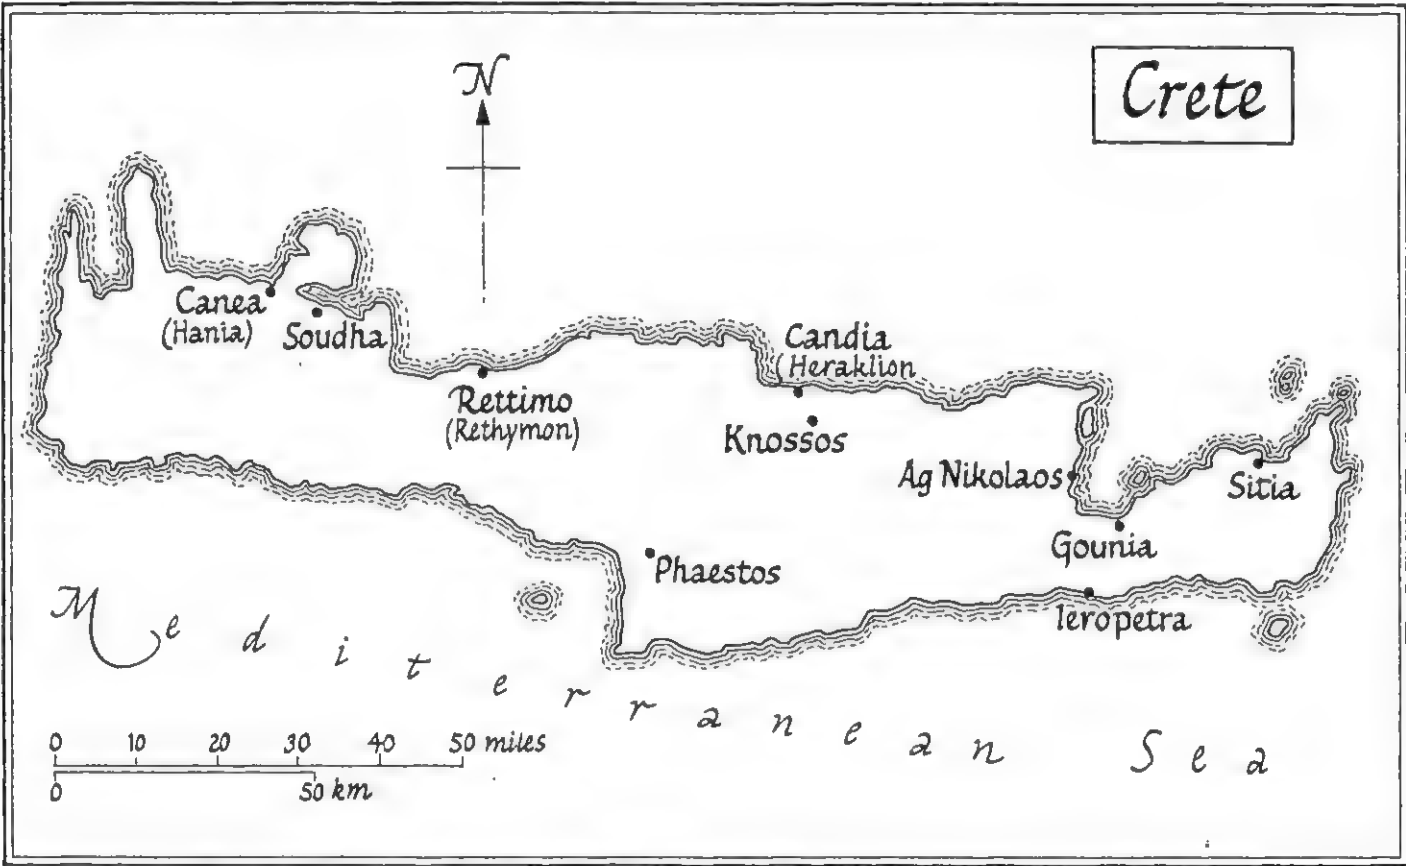 N
Crete
Canea
(Hania)
Soudha
Candia
(Heraklion
Rettimo
(Rethymon)
Knossos
Ag Nikolaos
Sitia
Gounia
Phaestos
Ieropetra
Mediterranean Sea
0 10 20 30 40 50 miles
0 50 km